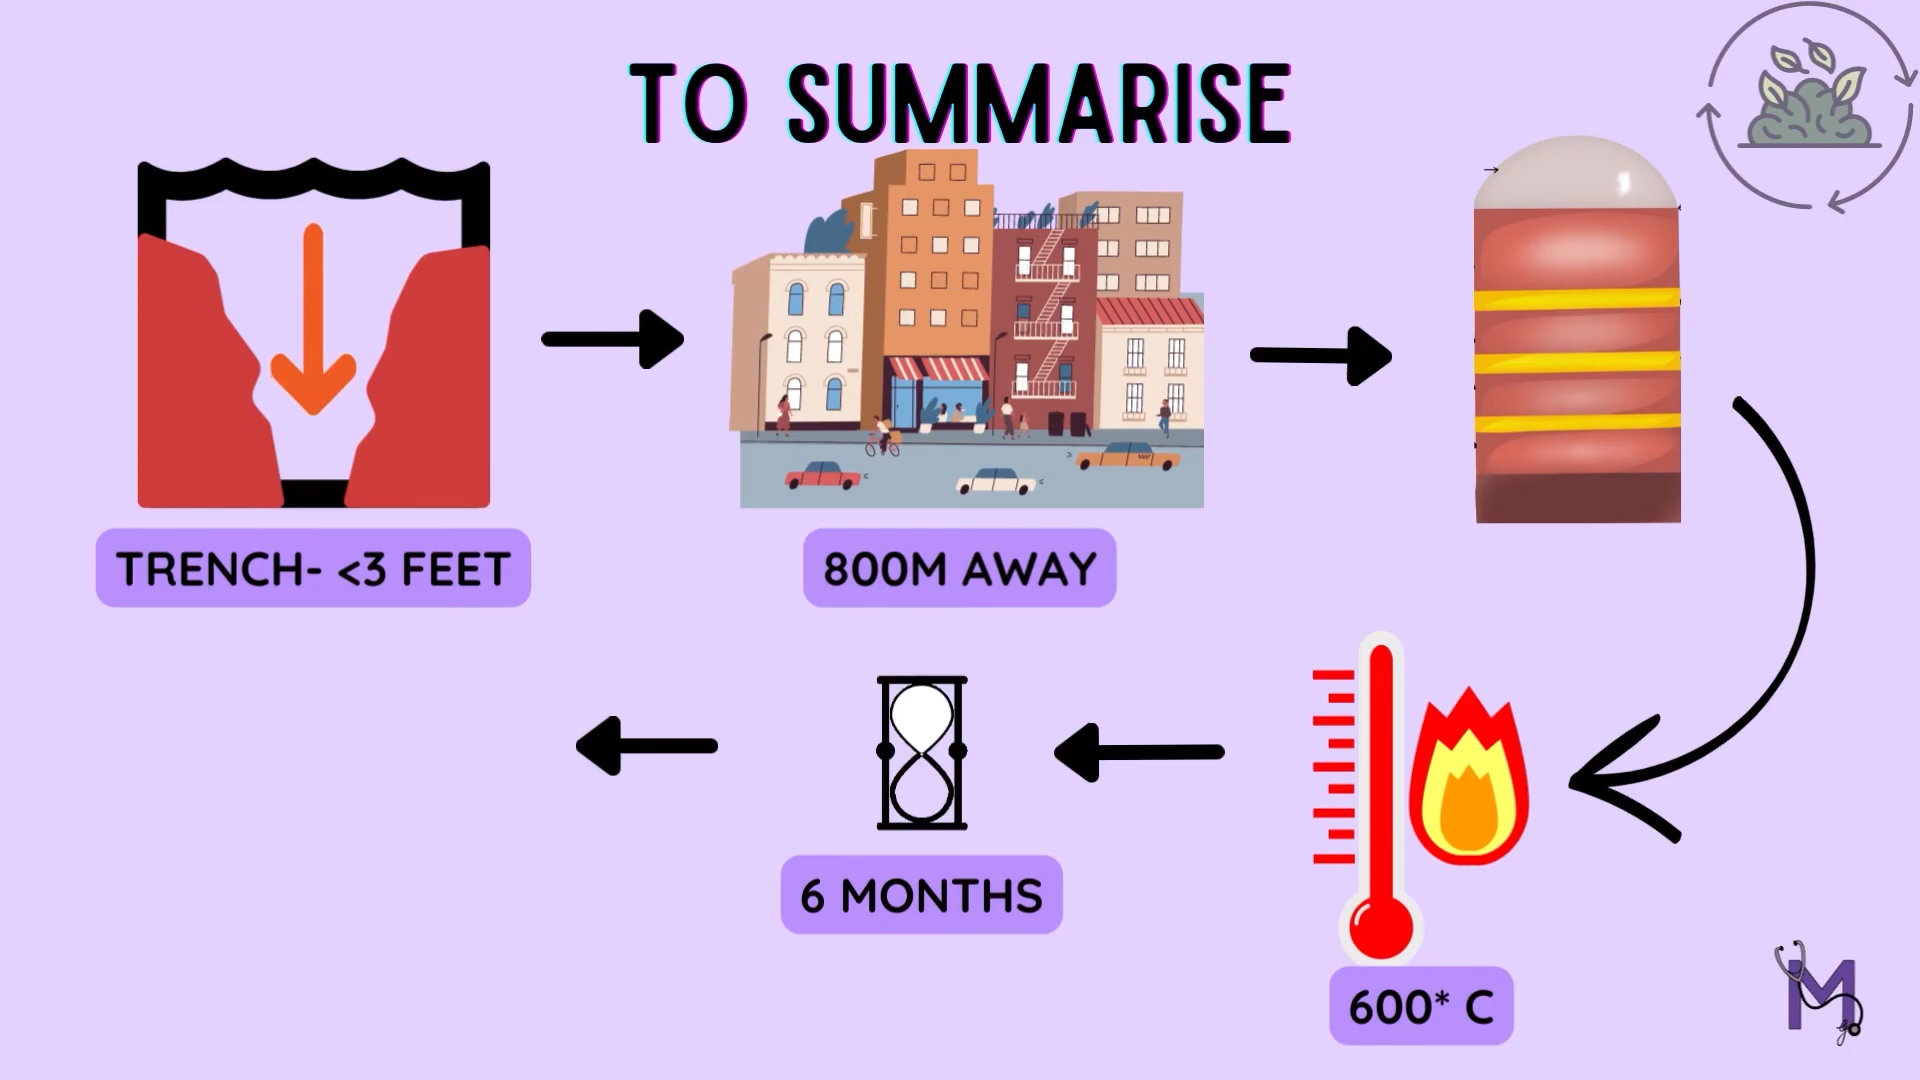 TO SUMMARISE
TRENCH- <3 FEET
800M AWAY
6 MONTHS
600* C
M